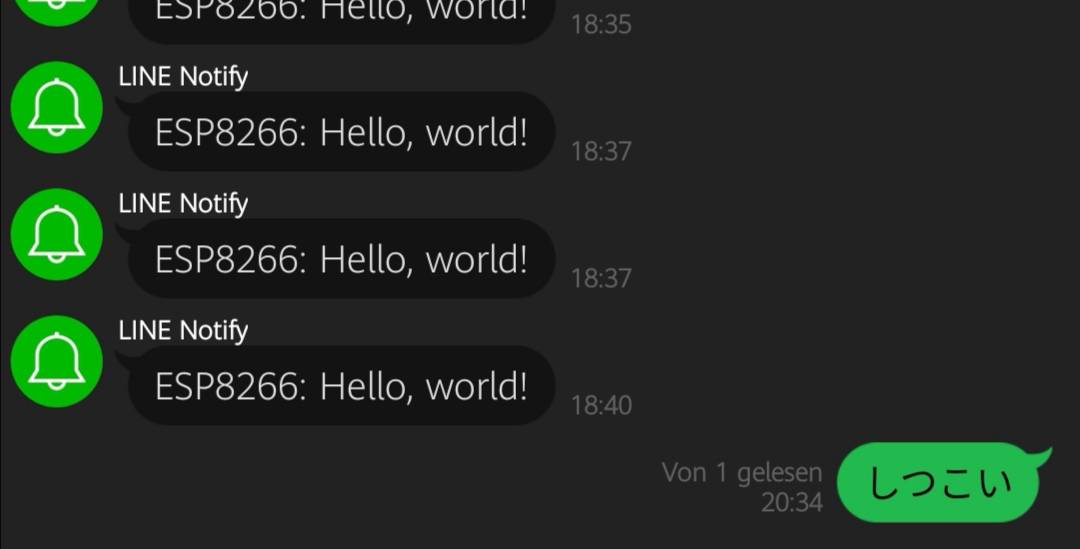 ESP8266: Hello, world!
18:35
LINE Notify
ESP8266: Hello, world!
18:37
LINE Notify
ESP8266: Hello, world!
18:37
LINE Notify
ESP8266: Hello, world!
18:40
Von 1 gelesen
20:34
しつこい